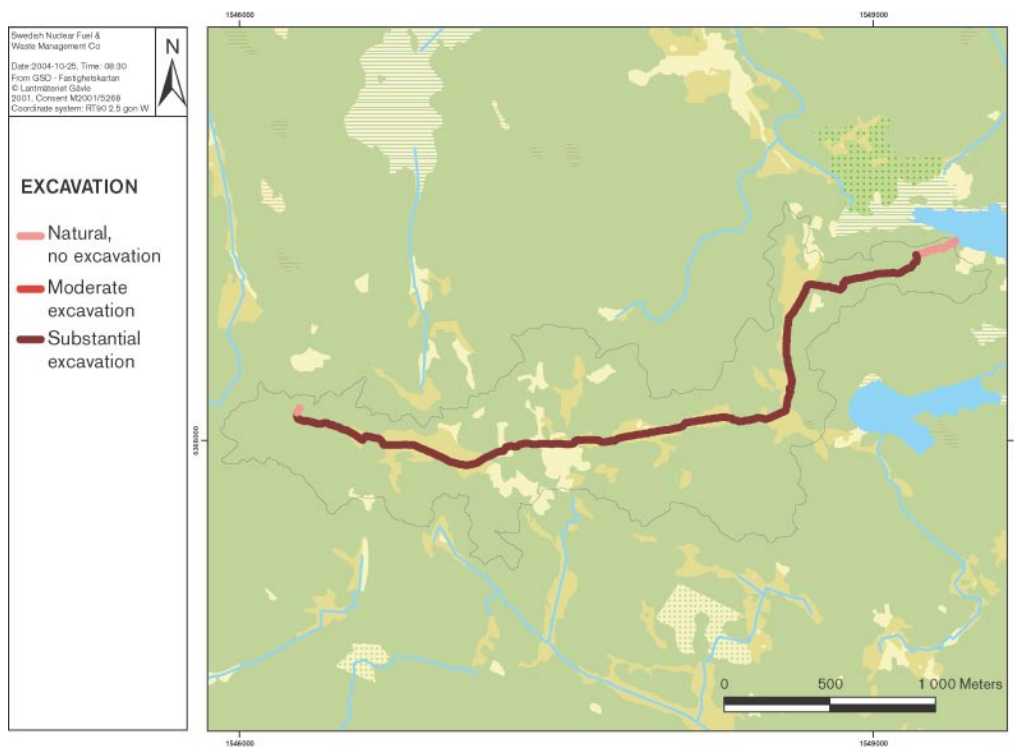 Swedish Nuclear Fuel &
Waste Management Co
Date:2004-10-25, Time: 08:30
From GSD - Fastighetskartan
© Lantmäteriet Gävle
2001, Consent M2001/5268
Coordinate system: RT90 2.5 gon W
N
EXCAVATION
Natural,
no excavation
Moderate
excavation
Substantial
excavation
1546000
1549000
6368000
0 500 1 000 Meters
1546000
1549000